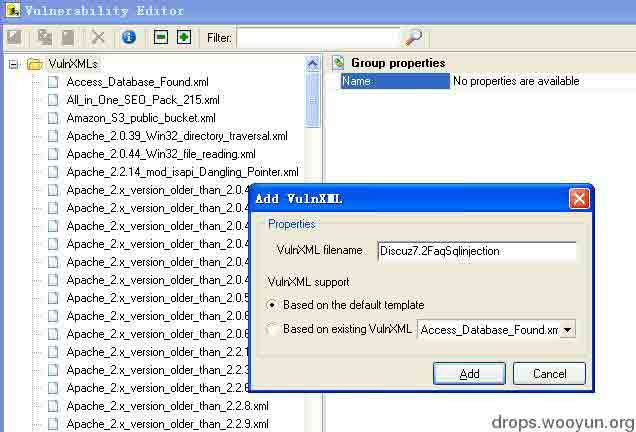 Vulnerability Editor
Filter:
VulnXMLs
Access_Database_Found.xml
All_in_One_SEO_Pack_215.xml
Amazon_S3_public_bucket.xml
Apache_2.0.39_Win32_directory_traversal.xml
Apache_2.0.44_Win32_file_reading.xml
Apache_2.2.14_mod_isapi_Dangling_Pointer.xml
Apache_2.x_version_older_than_2.0.4
Apache_2.x_version_older_than_2.0.4
Apache_2.x_version_older_than_2.0.4
Apache_2.x_version_older_than_2.0.4
Apache_2.x_version_older_than_2.0.4
Apache_2.x_version_older_than_2.0.4
Apache_2.x_version_older_than_2.0.5
Apache_2.x_version_older_than_2.0.6
Apache_2.x_version_older_than_2.0.6
Apache_2.x_version_older_than_2.2.1
Apache_2.x_version_older_than_2.2.3
Apache_2.x_version_older_than_2.2.6
Apache_2.x_version_older_than_2.2.8.xml
Apache_2.x_version_older_than_2.2.9.xml
Group properties
Name No properties are available
Add VulnXML
Properties
VulnXML filename Discuz7.2FaqSqlinjection
VulnXML support
Based on the default template
Based on existing VulnXML Access_Database_Found.xm
Add Cancel
drops.wooyun.org